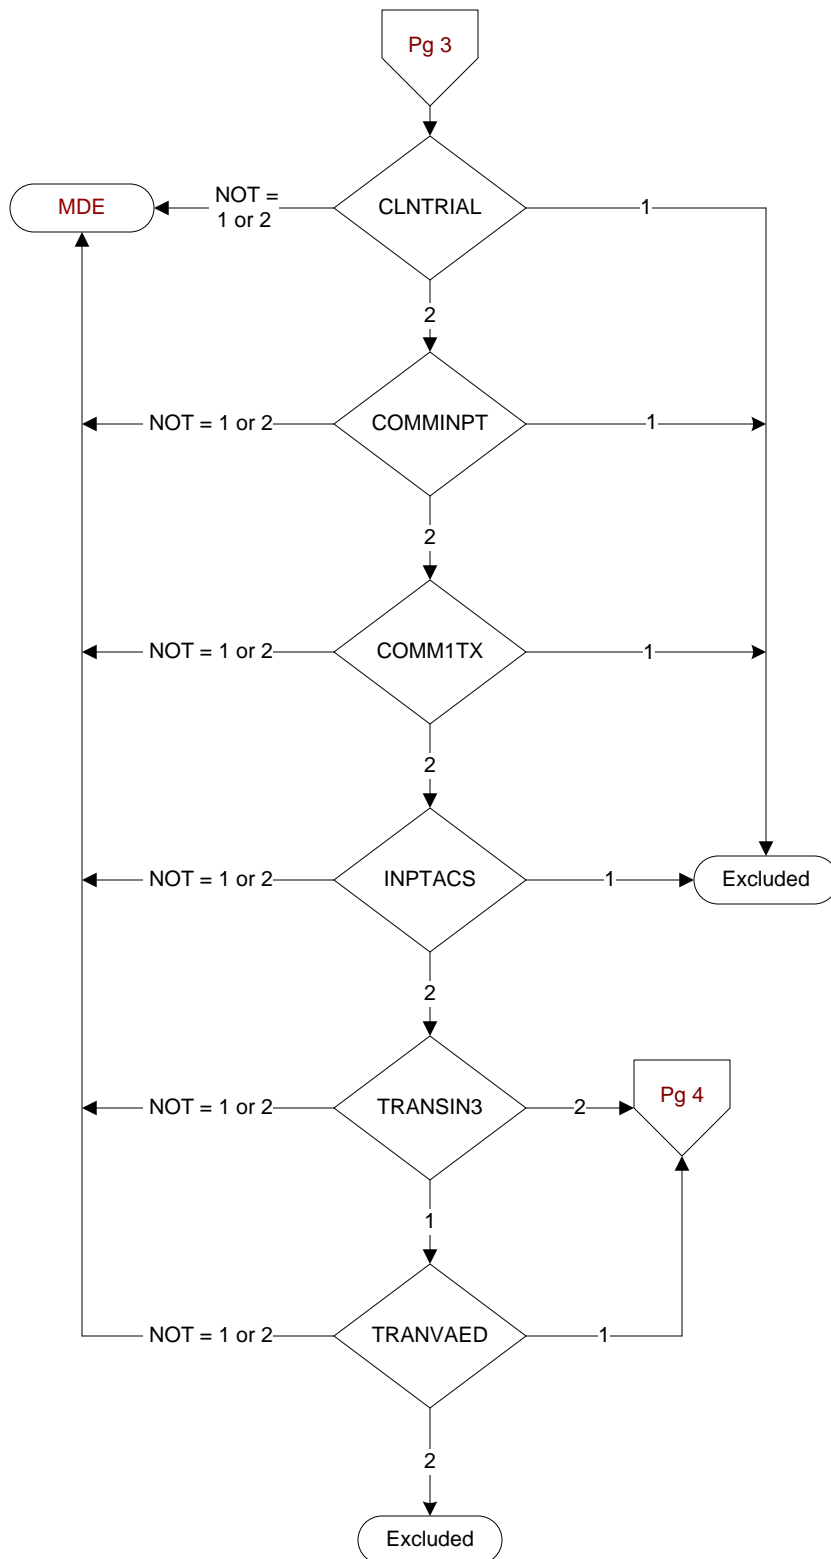 Pg 3
CLNTRIAL
MDE
NOT =
1 or 2
1
2
COMMINPT
NOT = 1 or 2
1
2
COMM1TX
NOT = 1 or 2
1
2
INPTACS
NOT = 1 or 2
1
Excluded
2
TRANSIN3
NOT = 1 or 2
2
Pg 4
1
TRANVAED
NOT = 1 or 2
1
2
Excluded